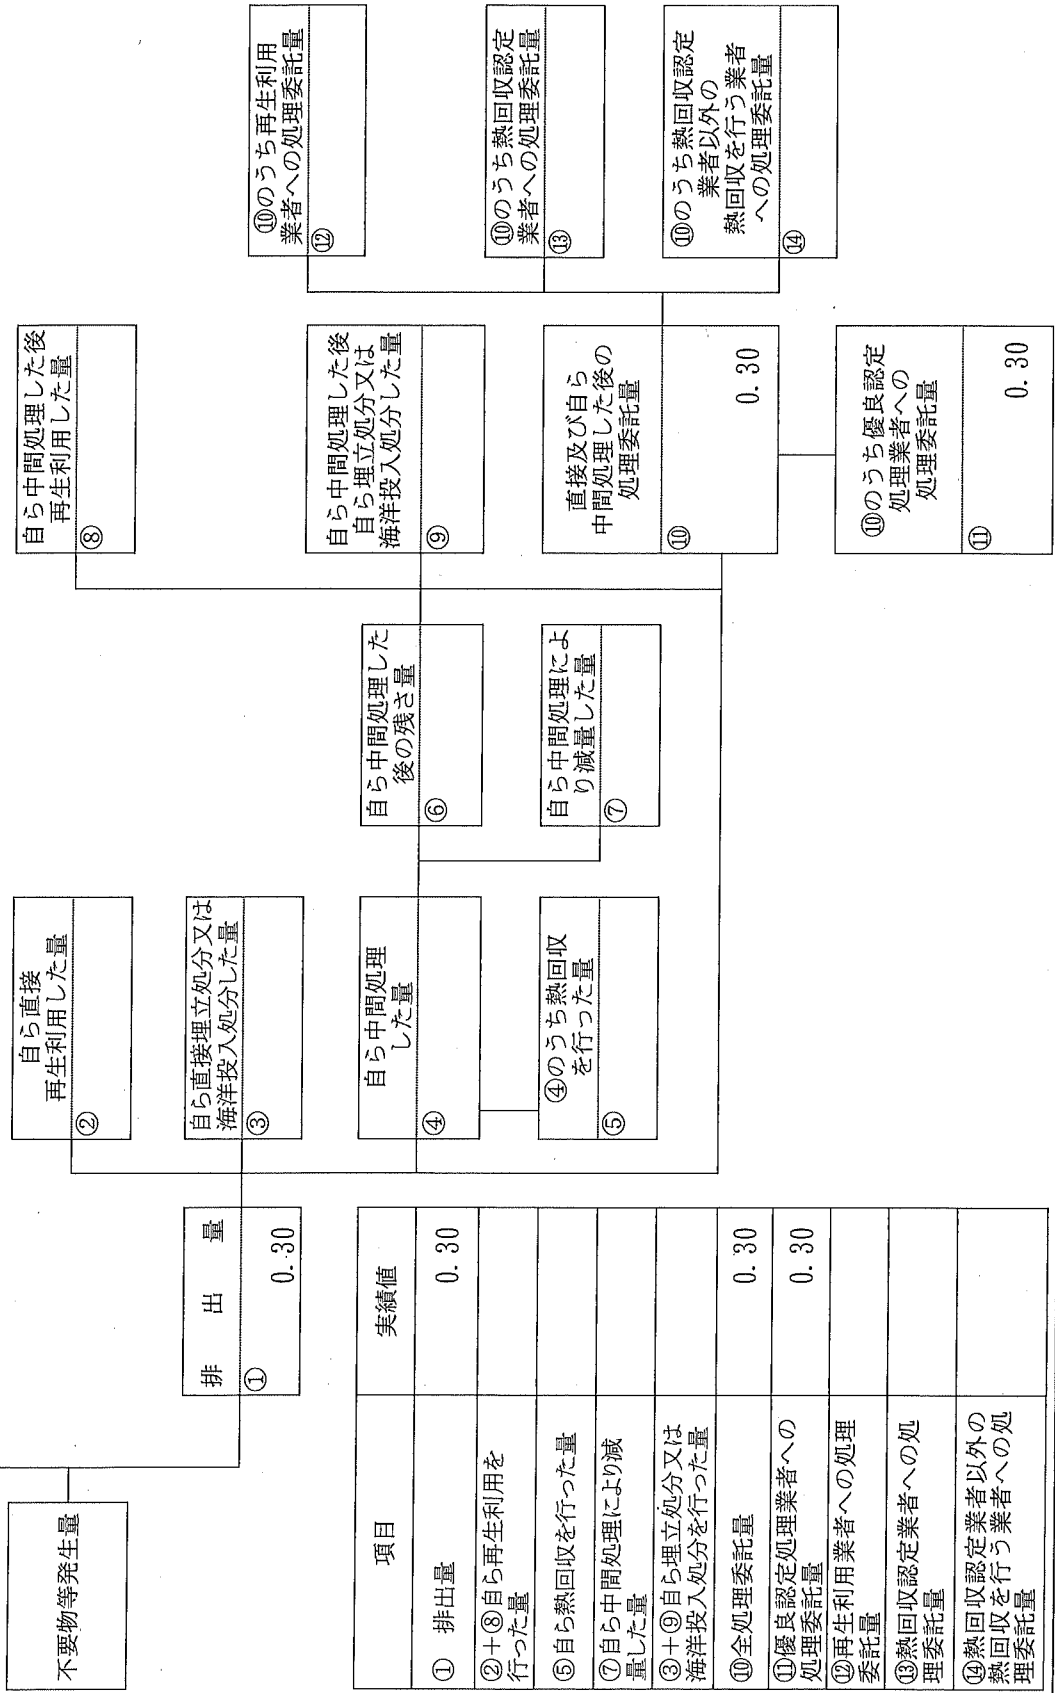 不要物等発生量
排出量
①
0.30
自ら直接
再生利用した量
②
自ら直接埋立処分又は
海洋投入処分した量
③
自ら中間処理
した量
④
④のうち熱回収
を行った量
⑤
自ら中間処理した
後の残さ量
⑥
自ら中間処理によ
り減量した量
⑦
自ら中間処理した後
再生利用した量
⑧
自ら中間処理した後
自ら埋立処分又は
海洋投入処分した量
⑨
直接及び自ら
中間処理した後の
処理委託量
⑩
0.30
⑩のうち優良認定
処理業者への
処理委託量
⑪
0.30
⑩のうち再生利用
業者への処理委託量
⑫
⑩のうち熱回収認定
業者への処理委託量
⑬
⑩のうち熱回収認定
業者以外の
熱回収を行う業者
への処理委託量
⑭
項目 実績値
① 排出量 0.30
②+⑧自ら再生利用を
行った量
⑤自ら熱回収を行った量
⑦自ら中間処理により減
量した量
③+⑨自ら埋立処分又は
海洋投入処分を行った量
⑩全処理委託量 0.30
⑪優良認定処理業者への
処理委託量 0.30
⑫再生利用業者への処理
委託量
⑬熱回収認定業者への処
理委託量
⑭熱回収認定業者以外の
熱回収を行う業者への処
理委託量